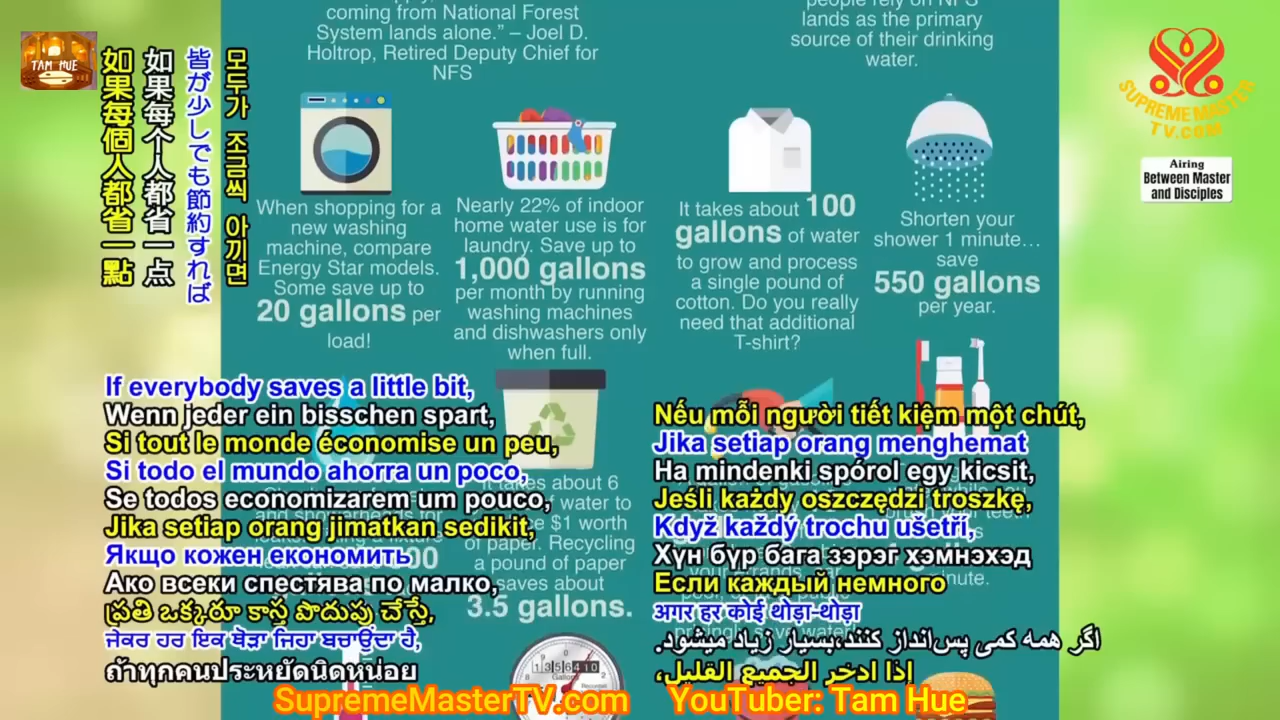 coming from National Forest
System lands alone.” – Joel D.
Holtrop, Retired Deputy Chief for
NFS
people rely on NFS
lands as the primary
source of their drinking
water.
TAM HUE
SUPREME MASTER
TV.COM
Airing
Between Master
and Disciples
如果每個人都省一點
如果每个人都省一点
皆が少しでも節約すれば
모두가 조금씩 아끼면
When shopping for a
new washing
machine, compare
Energy Star models.
Some save up to
20 gallons per
load!
Nearly 22% of indoor
home water use is for
laundry. Save up to
1,000 gallons
per month by running
washing machines
and dishwashers only
when full.
It takes about 100
gallons of water
to grow and process
a single pound of
cotton. Do you really
need that additional
T-shirt?
Shorten your
shower 1 minute…
save
550 gallons
per year.
If everybody saves a little bit,
Wenn jeder ein bisschen spart,
Si tout le monde économise un peu,
Si todo el mundo ahorra un poco,
Se todos economizarem um pouco,
Jika setiap orang jimatkan sedikit,
Якщо кожен економить
Ако всеки спестява по малко,
ప్రతి ఒక్కరూ కాస్త పొదుపు చేస్తే,
ਜੇਕਰ ਹਰ ਇਕ ਥੋੜਾ ਜਿਹਾ ਬਚਾਉਂਦਾ ਹੈ,
ถ้าทุกคนประหยัดนิดหน่อย
Nếu mỗi người tiết kiệm một chút,
Jika setiap orang menghemat
Ha mindenki spórol egy kicsit,
Jeśli każdy oszczędzi troszkę,
Když každý trochu ušetří,
Хүн бүр бага зэрэг хэмнэхэд
Если каждый немного
अगर हर कोई थोड़ा-थोड़ा
اگر همه کمی پس‌انداز کنند،بسیار زیاد میشود.
إذا ادخر الجميع القليل،
takes about 6
of water to
$1 worth
of paper. Recycling
a pound of paper
saves about
3.5 gallons.
SupremeMasterTV.com YouTuber: Tam Hue